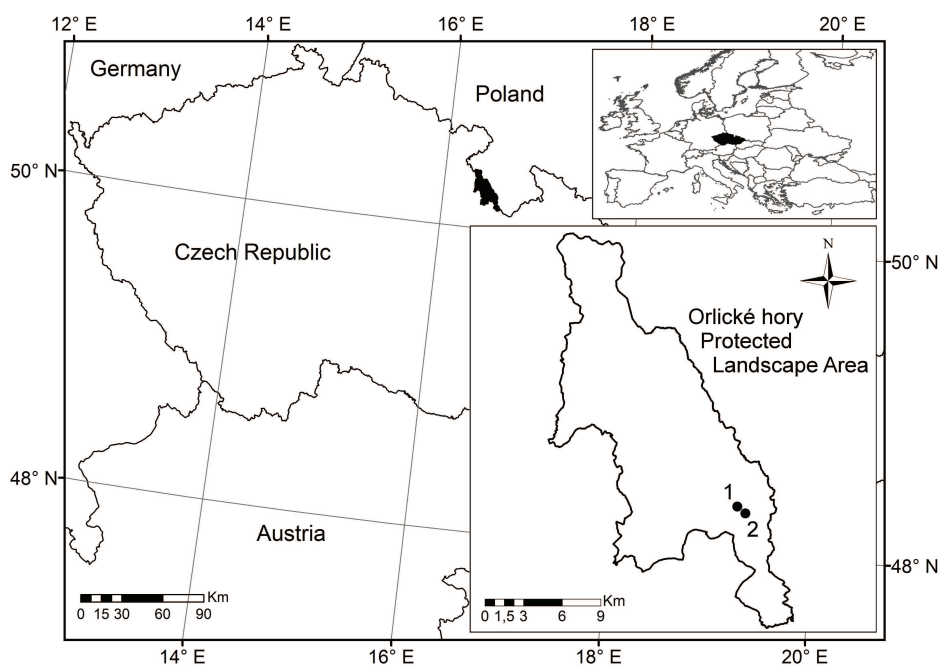 12° E 14° E 16° E 18° E 20° E
Germany
Poland
50° N
Czech Republic
N
50° N
Orlické hory
Protected
Landscape Area
48° N
1
2
Austria
48° N
Km
0 15 30 60 90
Km
0 1,5 3 6 9
14° E 16° E 18° E 20° E